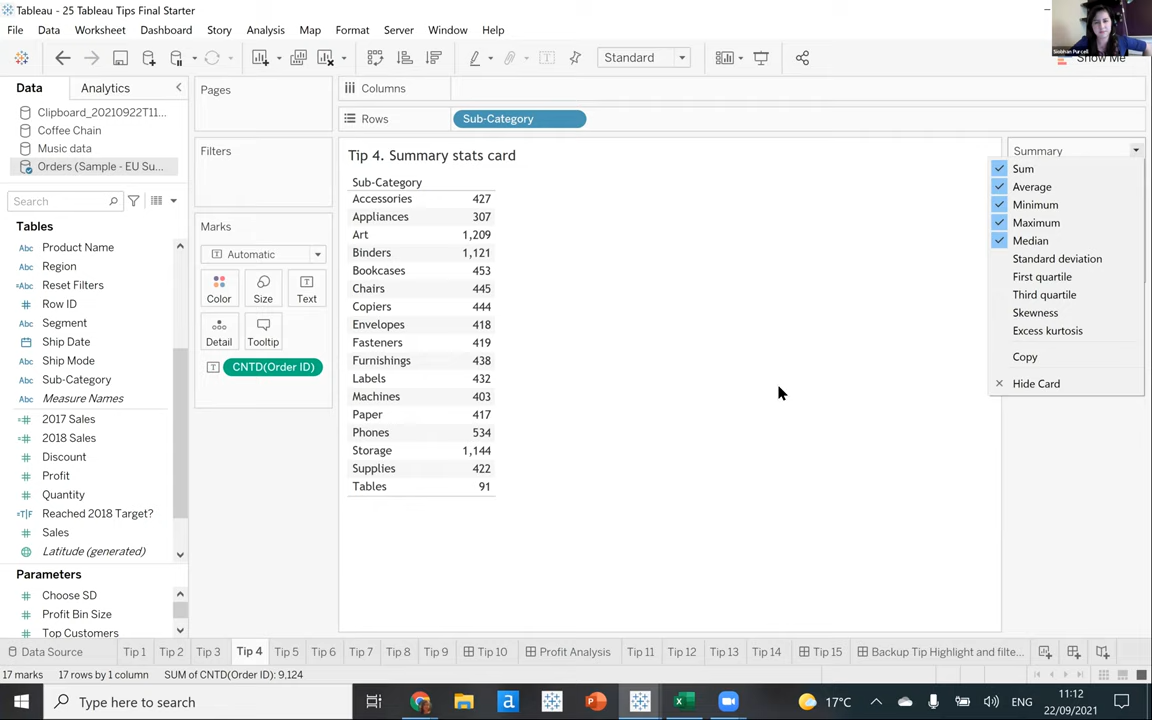 Tableau - 25 Tableau Tips Final Starter
Siobhan Purcell
File Data Worksheet Dashboard Story Analysis Map Format Server Window Help
Standard
Show Me
Data Analytics
Clipboard_20210922T11...
Coffee Chain
Music data
Orders (Sample - EU Su...
Search
Tables
Abc Product Name
Abc Region
=Abc Reset Filters
# Row ID
Abc Segment
Ship Date
Abc Ship Mode
Abc Sub-Category
Abc Measure Names
=# 2017 Sales
=# 2018 Sales
# Discount
# Profit
# Quantity
=T|F Reached 2018 Target?
# Sales
Latitude (generated)
Parameters
# Choose SD
# Profit Bin Size
# Top Customers
Pages
Filters
Marks
T Automatic
Color Size Text
Detail Tooltip
T CNTD(Order ID)
Columns
Rows Sub-Category
Tip 4. Summary stats card
Sub-Category
Accessories 427
Appliances 307
Art 1,209
Binders 1,121
Bookcases 453
Chairs 445
Copiers 444
Envelopes 418
Fasteners 419
Furnishings 438
Labels 432
Machines 403
Paper 417
Phones 534
Storage 1,144
Supplies 422
Tables 91
Summary
Sum
Average
Minimum
Maximum
Median
Standard deviation
First quartile
Third quartile
Skewness
Excess kurtosis
Copy
Hide Card
Data Source Tip 1 Tip 2 Tip 3 Tip 4 Tip 5 Tip 6 Tip 7 Tip 8 Tip 9 Tip 10 Profit Analysis Tip 11 Tip 12 Tip 13 Tip 14 Tip 15 Backup Tip Highlight and filte...
17 marks 17 rows by 1 column SUM of CNTD(Order ID): 9,124
Type here to search
a
17°C
ENG
11:12
22/09/2021